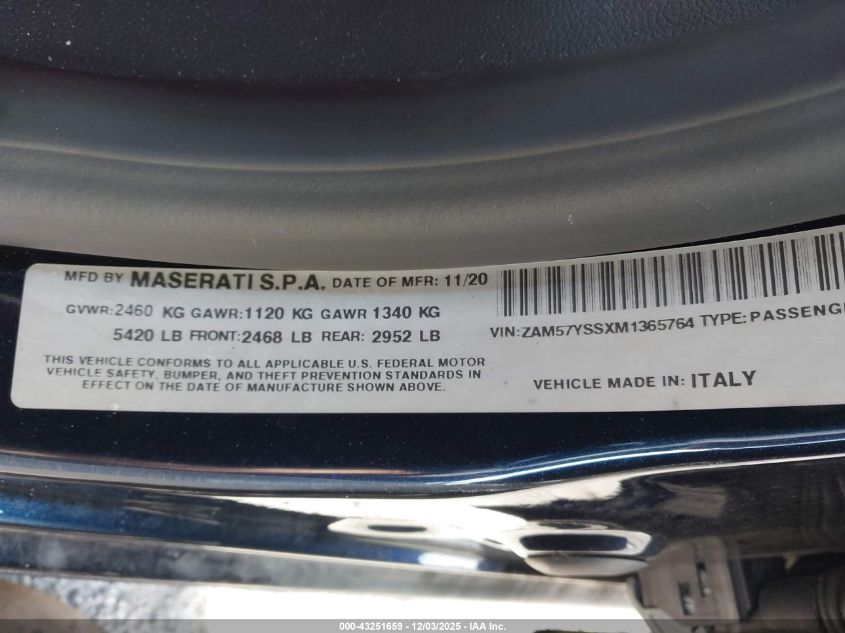 MFD BY MASERATI S.P.A. DATE OF MFR: 11/20
GVWR:2460 KG GAWR:1120 KG GAWR 1340 KG
5420 LB FRONT:2468 LB REAR: 2952 LB
THIS VEHICLE CONFORMS TO ALL APPLICABLE U.S. FEDERAL MOTOR
VEHICLE SAFETY, BUMPER, AND THEFT PREVENTION STANDARDS IN
EFFECT ON THE DATE OF MANUFACTURE SHOWN ABOVE.
VIN:ZAM57YSSXM1365764 TYPE:PASSENGE
VEHICLE MADE IN: ITALY
000-43251659 - 12/03/2025 - IAA Inc.